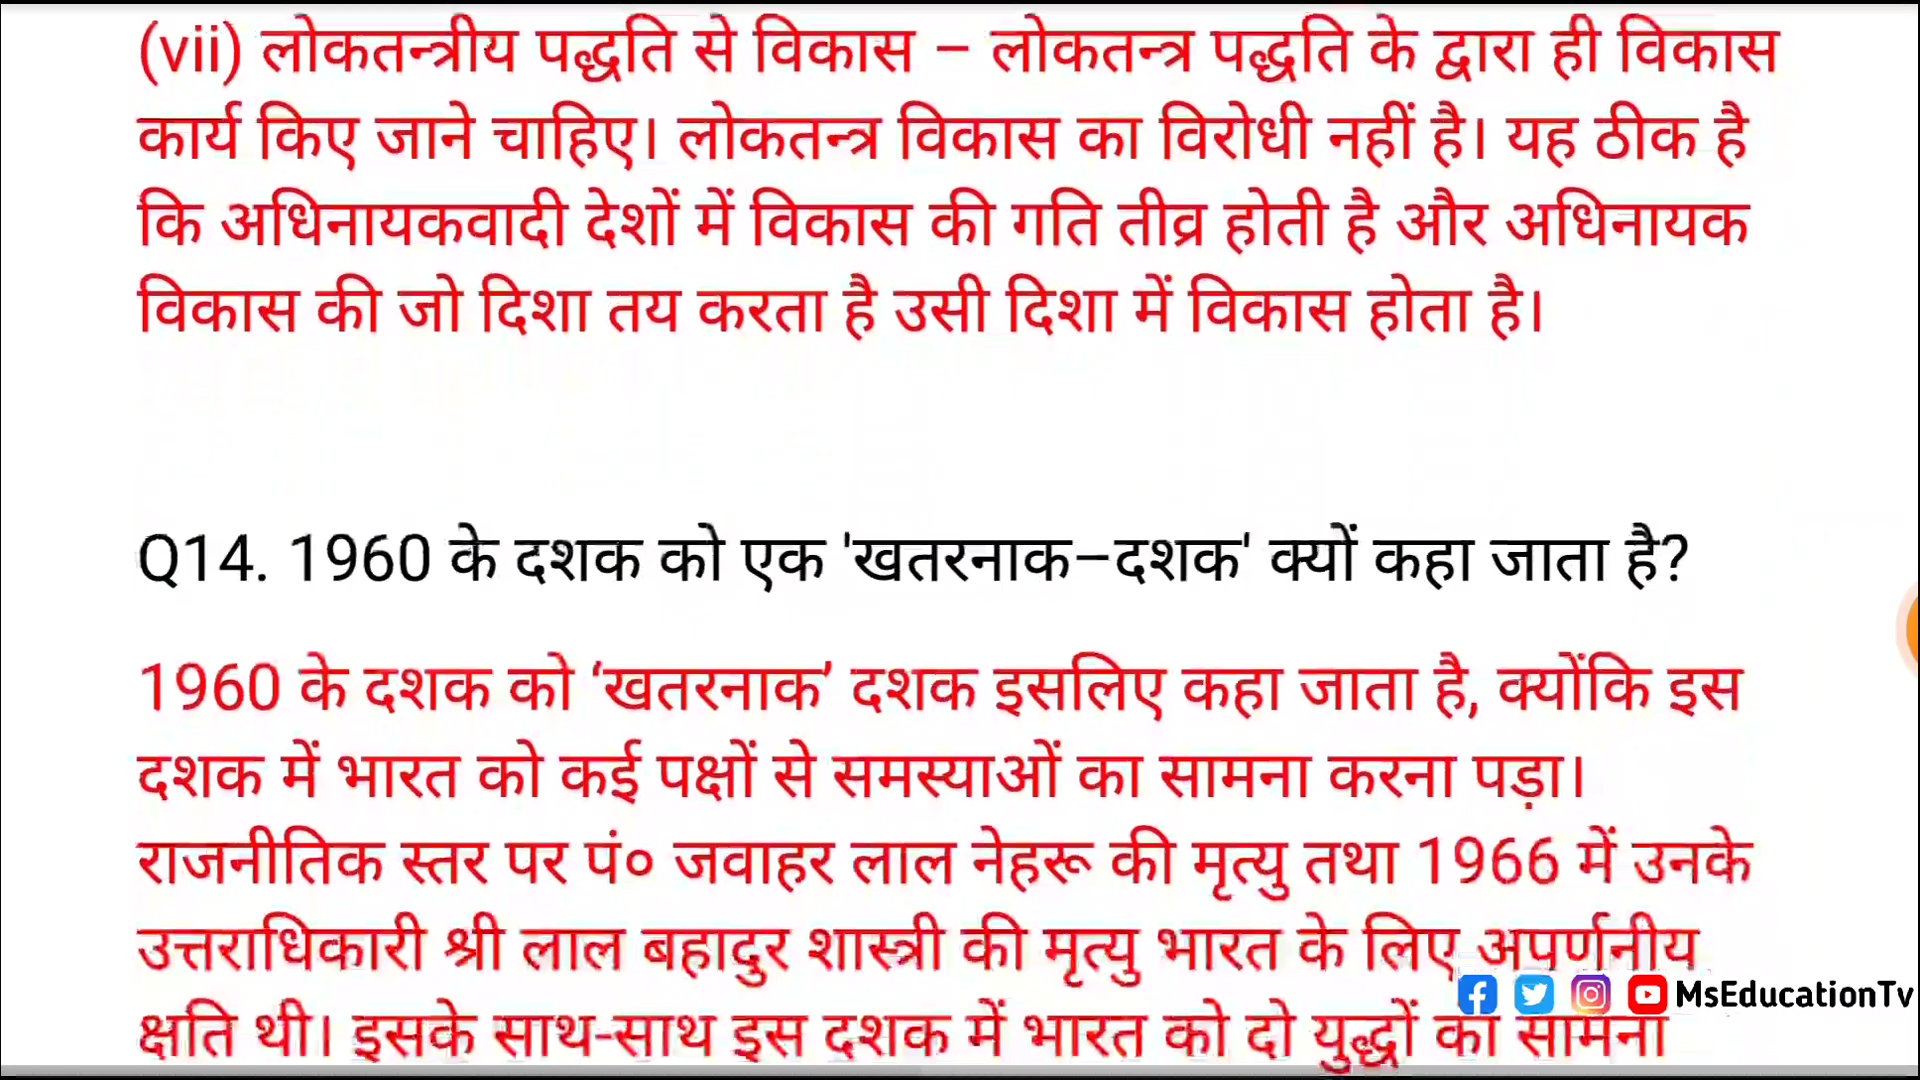 (vii) लोकतन्त्रीय पद्धति से विकास – लोकतन्त्र पद्धति के द्वारा ही विकास
कार्य किए जाने चाहिए। लोकतन्त्र विकास का विरोधी नहीं है। यह ठीक है
कि अधिनायकवादी देशों में विकास की गति तीव्र होती है और अधिनायक
विकास की जो दिशा तय करता है उसी दिशा में विकास होता है।
Q14. 1960 के दशक को एक 'खतरनाक–दशक' क्यों कहा जाता है?
1960 के दशक को ‘खतरनाक’ दशक इसलिए कहा जाता है, क्योंकि इस
दशक में भारत को कई पक्षों से समस्याओं का सामना करना पड़ा।
राजनीतिक स्तर पर पं० जवाहर लाल नेहरू की मृत्यु तथा 1966 में उनके
उत्तराधिकारी श्री लाल बहादुर शास्त्री की मृत्यु भारत के लिए अपर्णनीय
क्षति थी। इसके साथ-साथ इस दशक में भारत को दो युद्धों का सामना
MsEducationTv